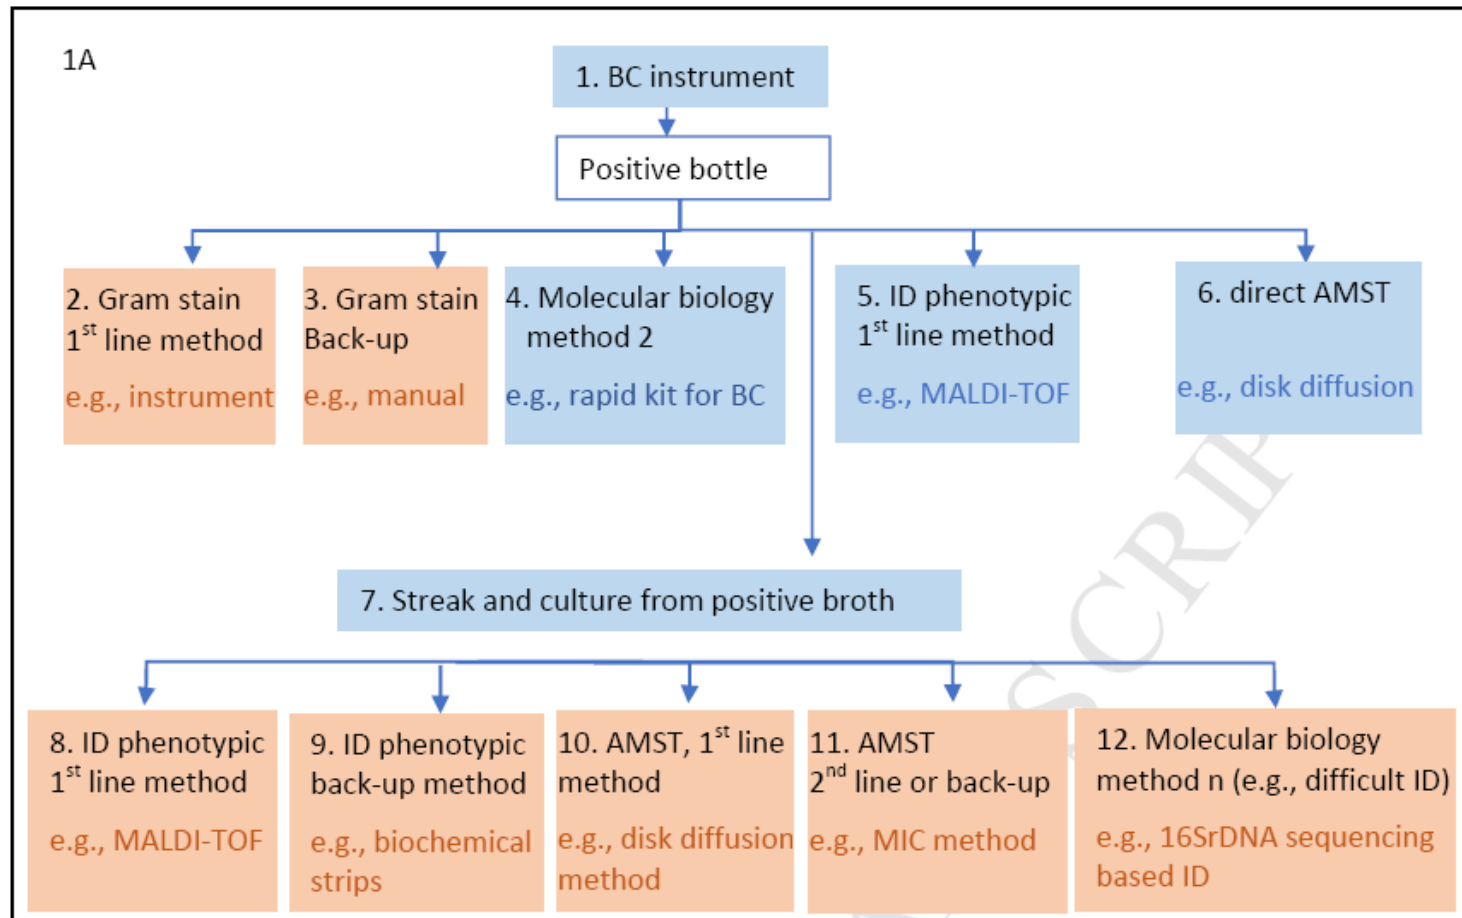 1A
1. BC instrument
Positive bottle
2. Gram stain
1st line method
e.g., instrument
3. Gram stain
Back-up
e.g., manual
4. Molecular biology
method 2
e.g., rapid kit for BC
5. ID phenotypic
1st line method
e.g., MALDI-TOF
6. direct AMST
e.g., disk diffusion
7. Streak and culture from positive broth
8. ID phenotypic
1st line method
e.g., MALDI-TOF
9. ID phenotypic
back-up method
e.g., biochemical
strips
10. AMST, 1st line
method
e.g., disk diffusion
method
11. AMST
2nd line or back-up
e.g., MIC method
12. Molecular biology
method n (e.g., difficult ID)
e.g., 16SrDNA sequencing
based ID